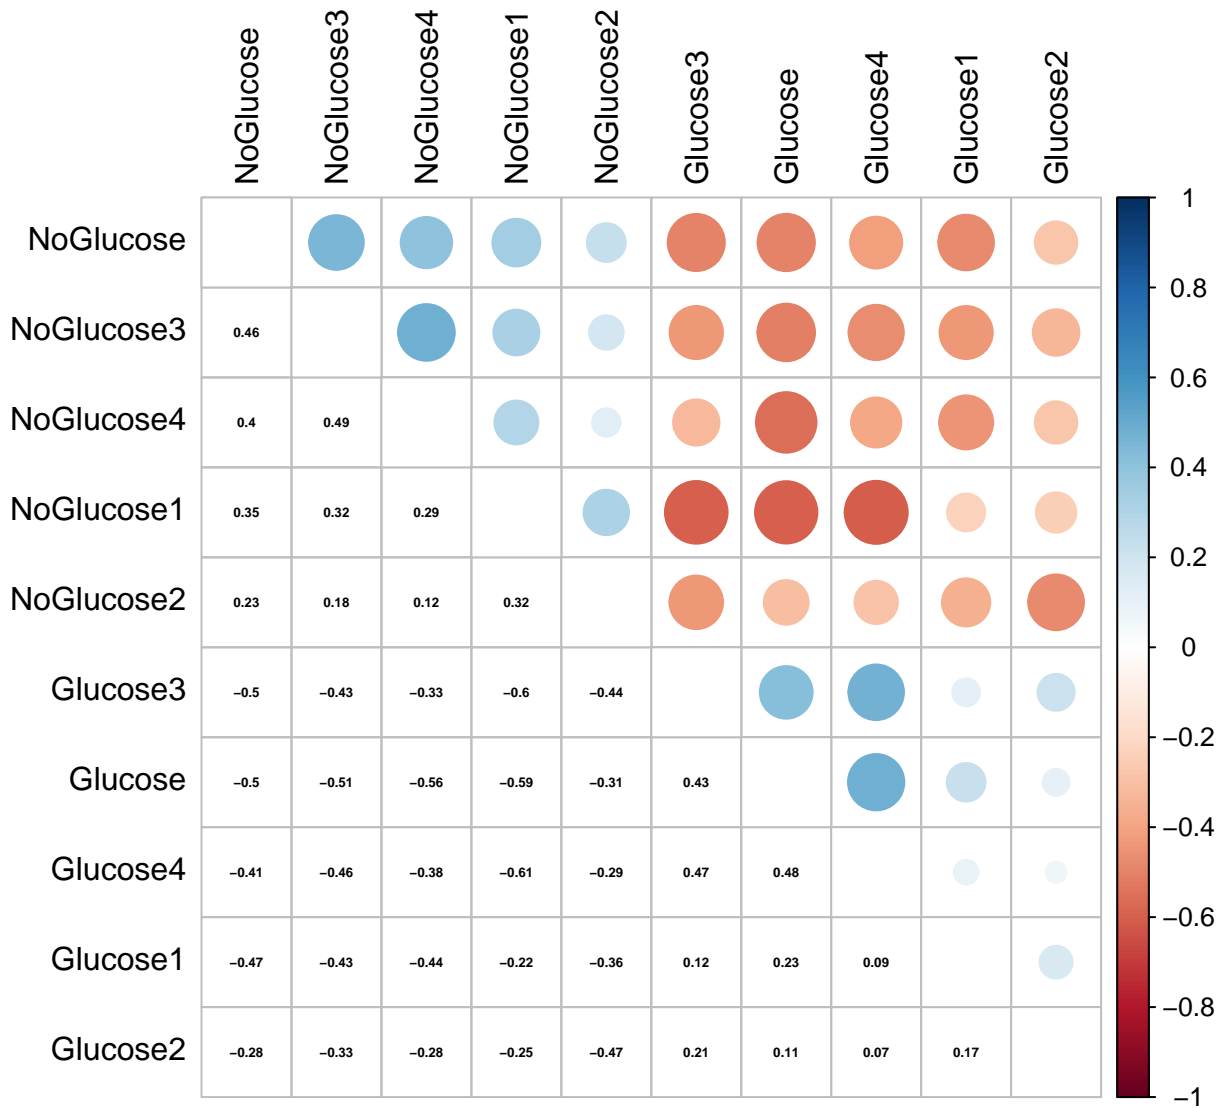 NoGlucose NoGlucose3 NoGlucose4 NoGlucose1 NoGlucose2 Glucose3 Glucose Glucose4 Glucose1 Glucose2
NoGlucose
NoGlucose3 0.46
NoGlucose4 0.4 0.49
NoGlucose1 0.35 0.32 0.29
NoGlucose2 0.23 0.18 0.12 0.32
Glucose3 −0.5 −0.43 −0.33 −0.6 −0.44
Glucose −0.5 −0.51 −0.56 −0.59 −0.31 0.43
Glucose4 −0.41 −0.46 −0.38 −0.61 −0.29 0.47 0.48
Glucose1 −0.47 −0.43 −0.44 −0.22 −0.36 0.12 0.23 0.09
Glucose2 −0.28 −0.33 −0.28 −0.25 −0.47 0.21 0.11 0.07 0.17
1
0.8
0.6
0.4
0.2
0
−0.2
−0.4
−0.6
−0.8
−1